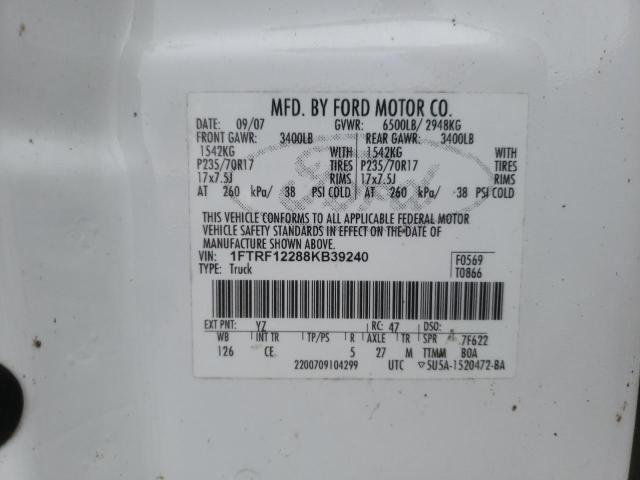 MFD. BY FORD MOTOR CO.
DATE: 09/07 GVWR: 6500LB/ 2948KG
FRONT GAWR: 3400LB REAR GAWR: 3400LB
1542KG WITH 1542KG WITH
P235/70R17 TIRES P235/70R17 TIRES
17x7.5J RIMS 17x7.5J RIMS
AT 260 kPa/ 38 PSI COLD AT 260 kPa/ 38 PSI COLD
THIS VEHICLE CONFORMS TO ALL APPLICABLE FEDERAL MOTOR
VEHICLE SAFETY STANDARDS IN EFFECT ON THE DATE OF
MANUFACTURE SHOWN ABOVE.
VIN: 1FTRF12288KB39240 F0569
TYPE: Truck T0866
EXT PNT: YZ RC: 47 DSO:
WB INT TR TP/PS R AXLE TR SPR 7F622
126 CE 5 27 M TTMM BOA
2200709104299 UTC ▽5U5A-1520472-BA